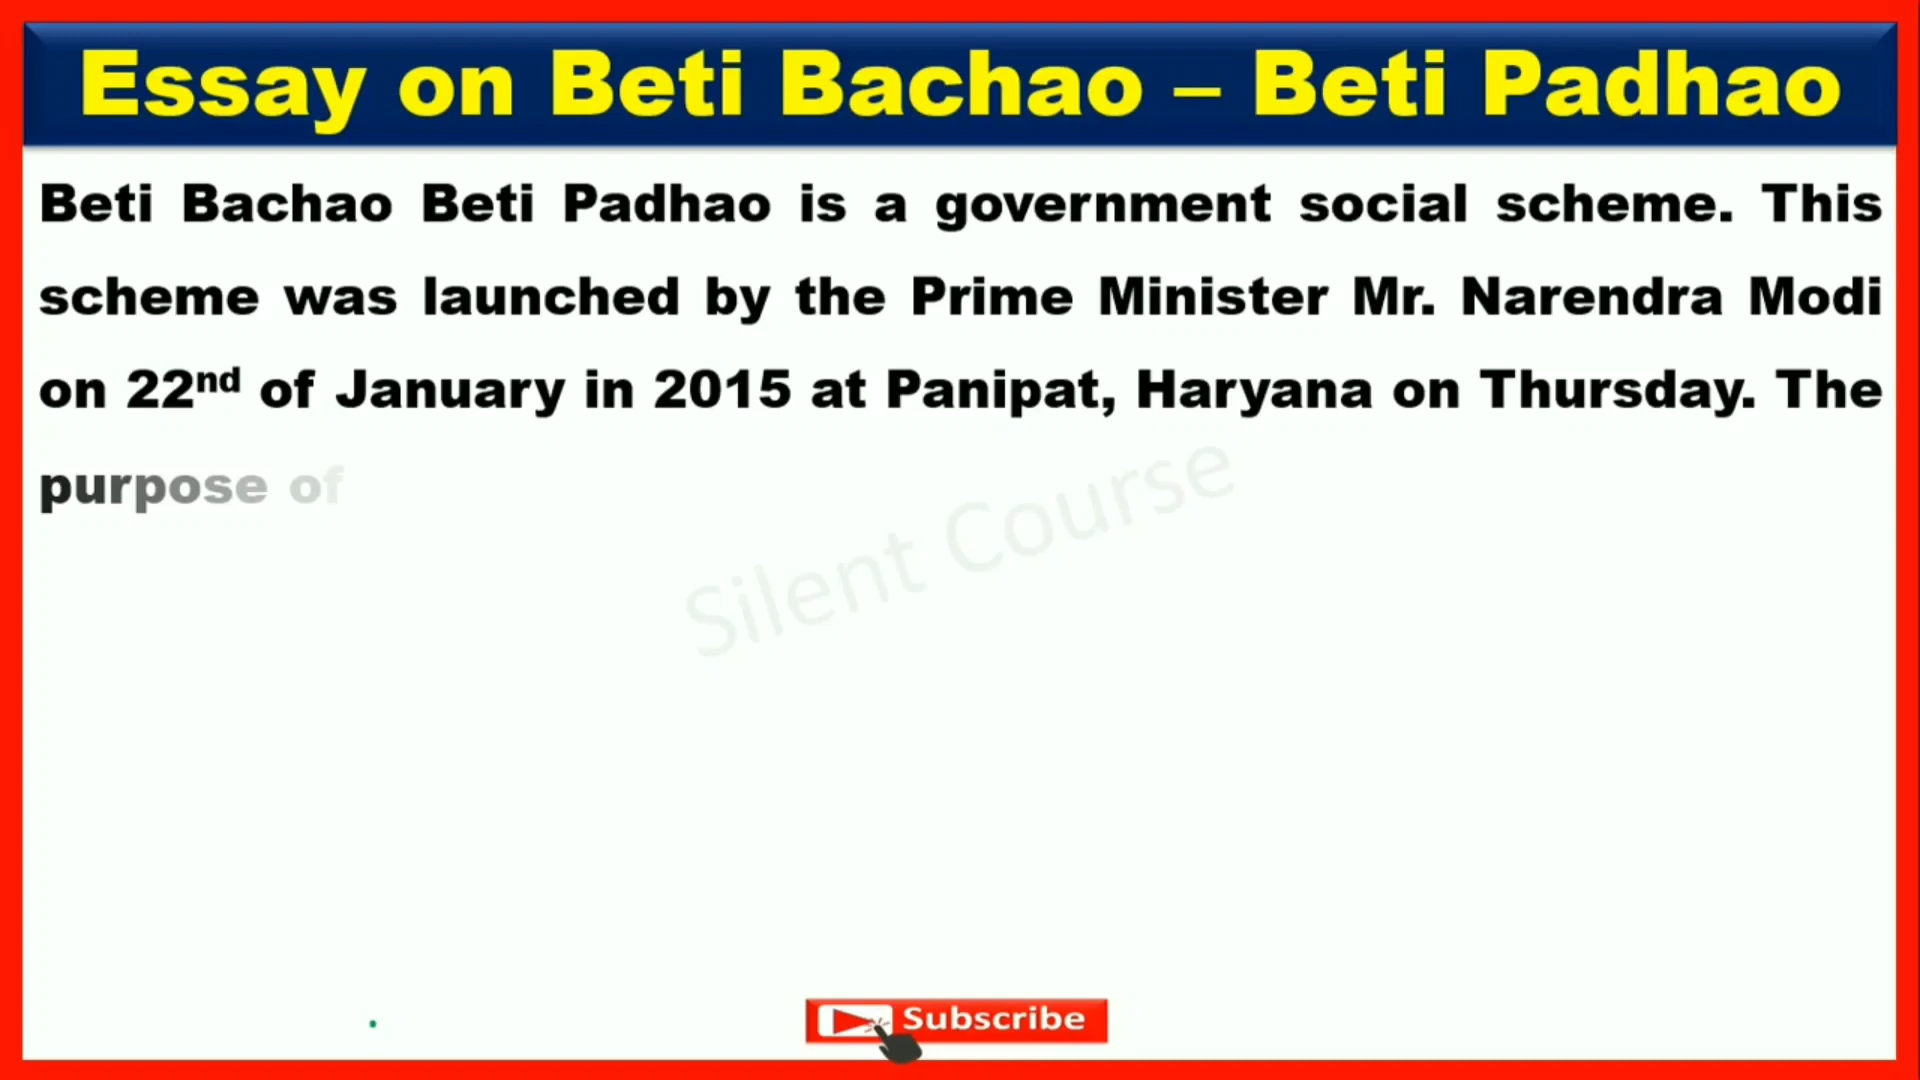 Essay on Beti Bachao – Beti Padhao
Beti Bachao Beti Padhao is a government social scheme. This
scheme was launched by the Prime Minister Mr. Narendra Modi
on 22nd of January in 2015 at Panipat, Haryana on Thursday. The
purpose of
Silent Course
Subscribe